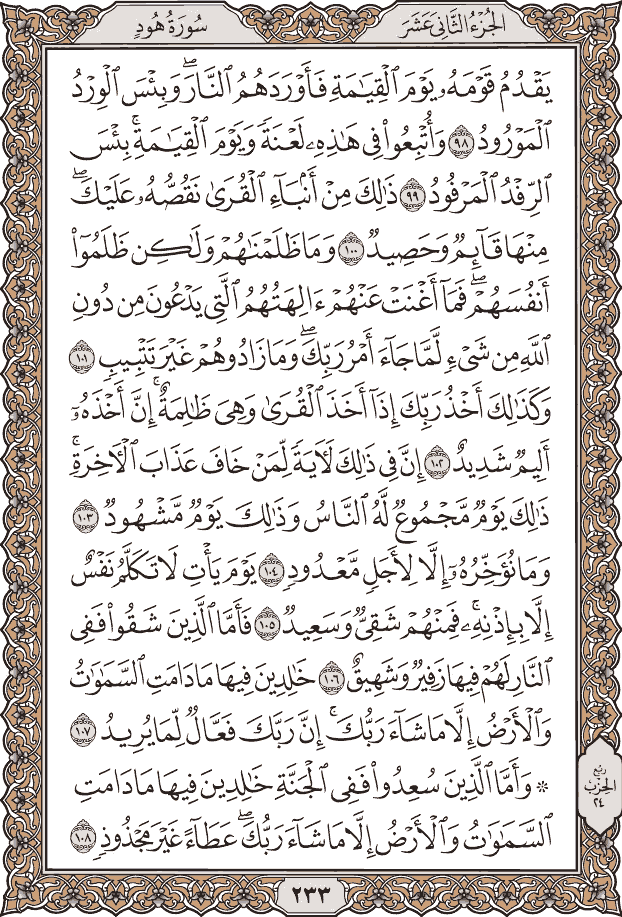 الجُزْءُ الثَّانِي عَشَرَ
سُورَةُ هُودٍ
يَقْدُمُ قَوْمَهُۥ يَوْمَ ٱلْقِيَٰمَةِ فَأَوْرَدَهُمُ ٱلنَّارَۖ وَبِئْسَ ٱلْوِرْدُ
ٱلْمَوْرُودُ ٩٨ وَأُتْبِعُواْ فِي هَٰذِهِۦ لَعْنَةٗ وَيَوْمَ ٱلْقِيَٰمَةِۚ بِئْسَ
ٱلرِّفْدُ ٱلْمَرْفُودُ ٩٩ ذَٰلِكَ مِنْ أَنۢبَآءِ ٱلْقُرَىٰ نَقُصُّهُۥ عَلَيْكَۖ
مِنْهَا قَآئِمٞ وَحَصِيدٞ ١٠٠ وَمَا ظَلَمْنَٰهُمْ وَلَٰكِن ظَلَمُوٓاْ
أَنفُسَهُمْۖ فَمَآ أَغْنَتْ عَنْهُمْ ءَالِهَتُهُمُ ٱلَّتِي يَدْعُونَ مِن دُونِ
ٱللَّهِ مِن شَيْءٖ لَّمَّا جَآءَ أَمْرُ رَبِّكَۖ وَمَا زَادُوهُمْ غَيْرَ تَتْبِيبٖ ١٠١
وَكَذَٰلِكَ أَخْذُ رَبِّكَ إِذَآ أَخَذَ ٱلْقُرَىٰ وَهِيَ ظَٰلِمَةٌۚ إِنَّ أَخْذَهُۥٓ
أَلِيمٞ شَدِيدٌ ١٠٢ إِنَّ فِي ذَٰلِكَ لَأٓيَةٗ لِّمَنْ خَافَ عَذَابَ ٱلْأٓخِرَةِۚ
ذَٰلِكَ يَوْمٞ مَّجْمُوعٞ لَّهُ ٱلنَّاسُ وَذَٰلِكَ يَوْمٞ مَّشْهُودٞ ١٠٣
وَمَا نُؤَخِّرُهُۥٓ إِلَّا لِأَجَلٖ مَّعْدُودٖ ١٠٤ يَوْمَ يَأْتِ لَا تَكَلَّمُ نَفْسٌ
إِلَّا بِإِذْنِهِۦۚ فَمِنْهُمْ شَقِيّٞ وَسَعِيدٞ ١٠٥ فَأَمَّا ٱلَّذِينَ شَقُواْ فَفِي
ٱلنَّارِ لَهُمْ فِيهَا زَفِيرٞ وَشَهِيقٌ ١٠٦ خَٰلِدِينَ فِيهَا مَا دَامَتِ ٱلسَّمَٰوَٰتُ
وَٱلْأَرْضُ إِلَّا مَا شَآءَ رَبُّكَۚ إِنَّ رَبَّكَ فَعَّالٞ لِّمَا يُرِيدُ ١٠٧
۞ وَأَمَّا ٱلَّذِينَ سُعِدُواْ فَفِي ٱلْجَنَّةِ خَٰلِدِينَ فِيهَا مَا دَامَتِ
ٱلسَّمَٰوَٰتُ وَٱلْأَرْضُ إِلَّا مَا شَآءَ رَبُّكَۖ عَطَآءً غَيْرَ مَجْذُوذٖ ١٠٨
رُبْعُ
الحِزْبِ
٢٤
٢٣٣